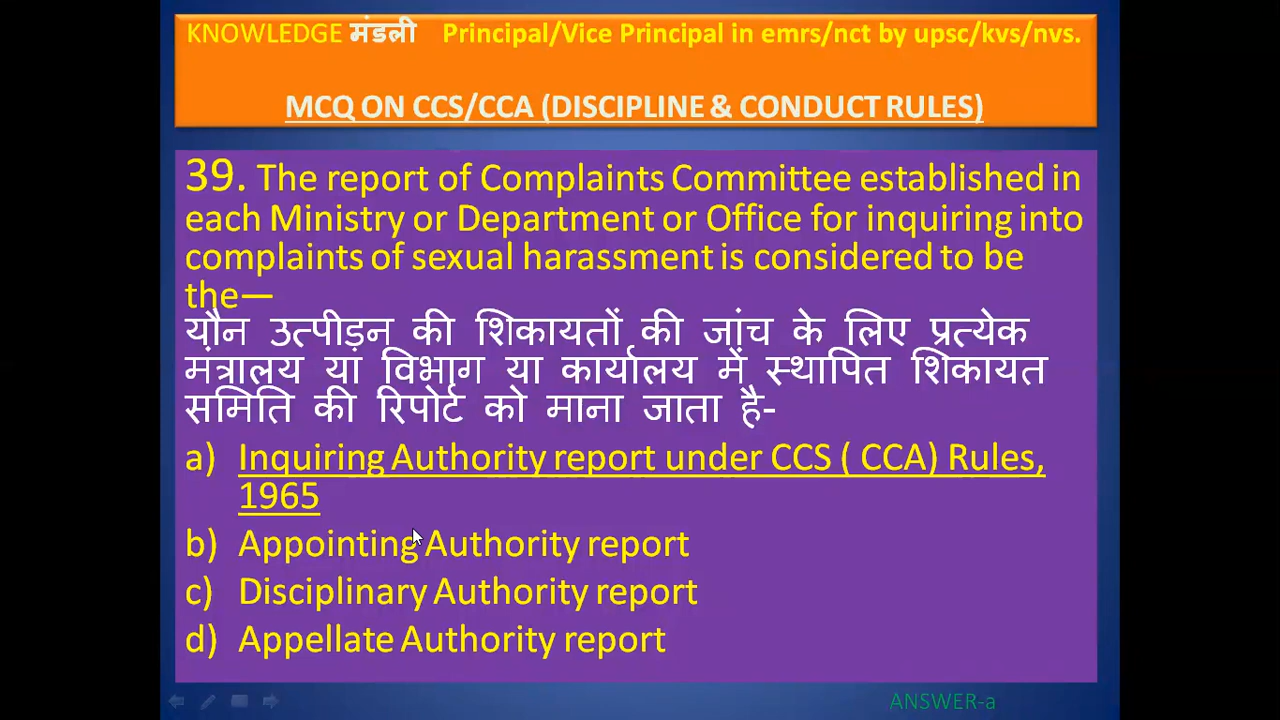 KNOWLEDGE मंडली Principal/Vice Principal in emrs/nct by upsc/kvs/nvs.
MCQ ON CCS/CCA (DISCIPLINE & CONDUCT RULES)
39. The report of Complaints Committee established in
each Ministry or Department or Office for inquiring into
complaints of sexual harassment is considered to be
the—
यौन उत्पीड़न की शिकायतों की जांच के लिए प्रत्येक
मंत्रालय या विभाग या कार्यालय में स्थापित शिकायत
समिति की रिपोर्ट को माना जाता है-
a) Inquiring Authority report under CCS ( CCA) Rules,
1965
b) Appointing Authority report
c) Disciplinary Authority report
d) Appellate Authority report
ANSWER-a